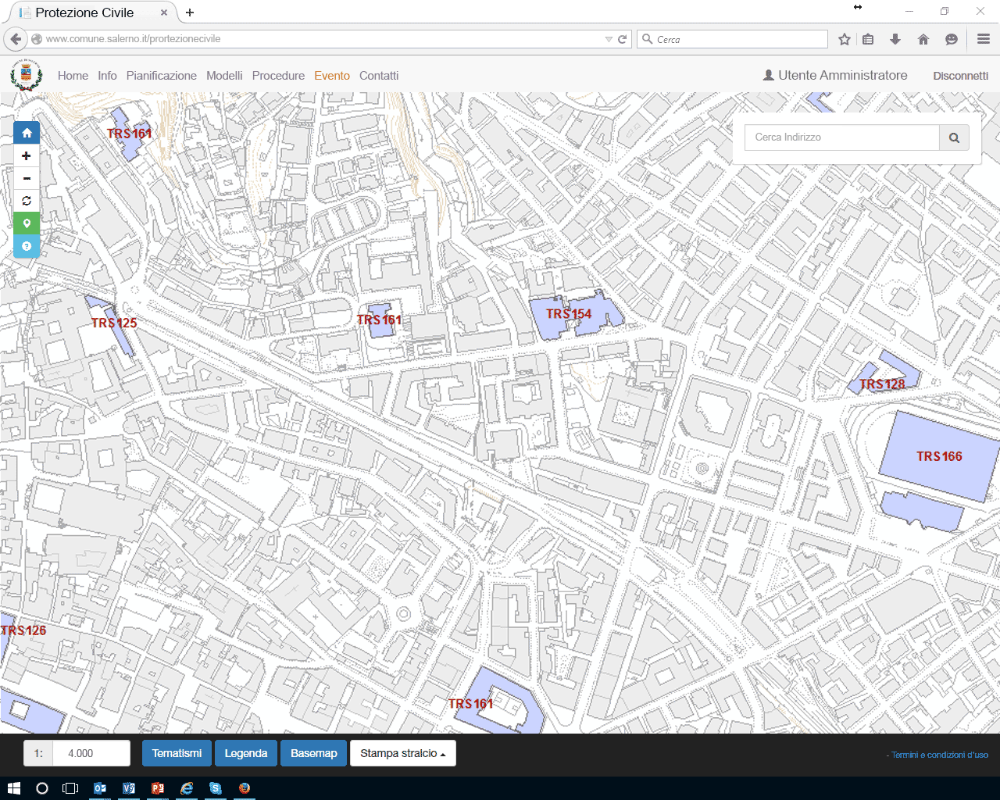 Protezione Civile
www.comune.salerno.it/prortezionecivile
Cerca
Home Info Pianificazione Modelli Procedure Evento Contatti
Utente Amministratore Disconnetti
Cerca Indirizzo
TRS161
TRS125
TRS161
TRS154
TRS128
TRS166
TRS126
TRS161
1: 4.000 Tematismi Legenda Basemap Stampa stralcio
- Termini e condizioni d'uso